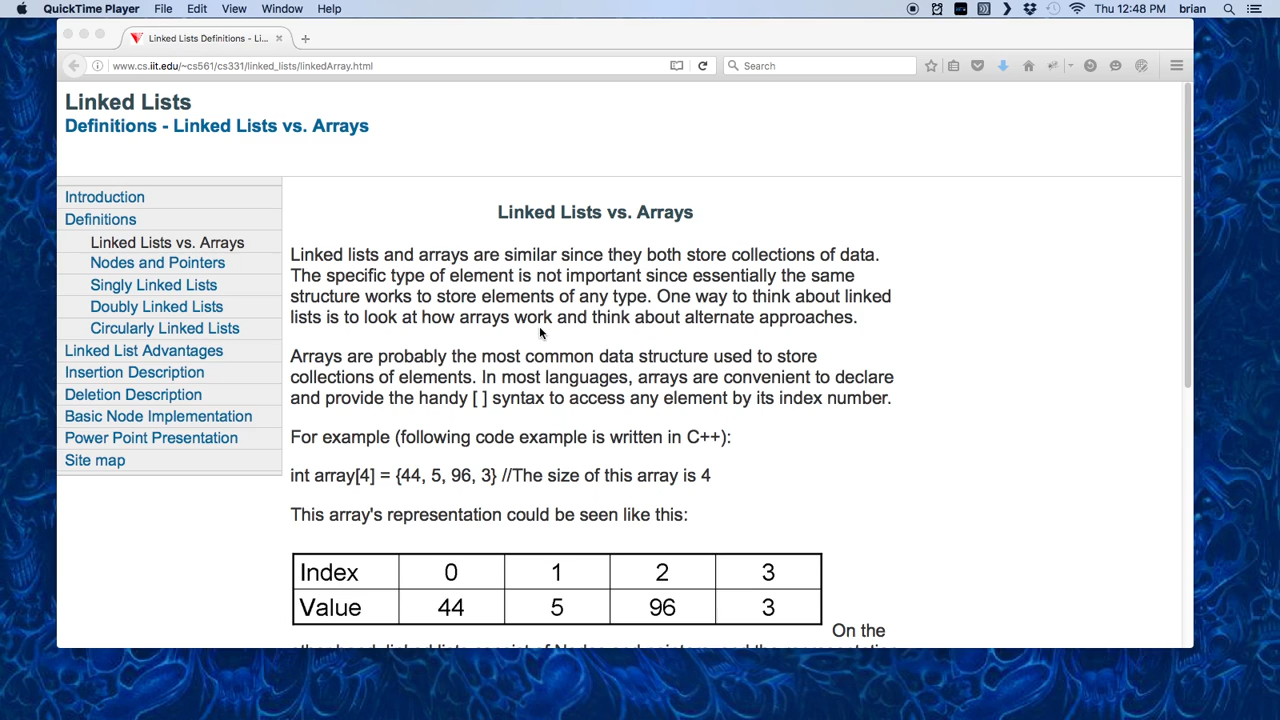 QuickTime Player File Edit View Window Help Thu 12:48 PM brian
Linked Lists Definitions - Li...
www.cs.iit.edu/~cs561/cs331/linked_lists/linkedArray.html Search
Linked Lists
Definitions - Linked Lists vs. Arrays
Introduction
Definitions
Linked Lists vs. Arrays
Nodes and Pointers
Singly Linked Lists
Doubly Linked Lists
Circularly Linked Lists
Linked List Advantages
Insertion Description
Deletion Description
Basic Node Implementation
Power Point Presentation
Site map
Linked Lists vs. Arrays
Linked lists and arrays are similar since they both store collections of data.
The specific type of element is not important since essentially the same
structure works to store elements of any type. One way to think about linked
lists is to look at how arrays work and think about alternate approaches.
Arrays are probably the most common data structure used to store
collections of elements. In most languages, arrays are convenient to declare
and provide the handy [ ] syntax to access any element by its index number.
For example (following code example is written in C++):
int array[4] = {44, 5, 96, 3} //The size of this array is 4
This array's representation could be seen like this:
Index 0 1 2 3
Value 44 5 96 3
On the